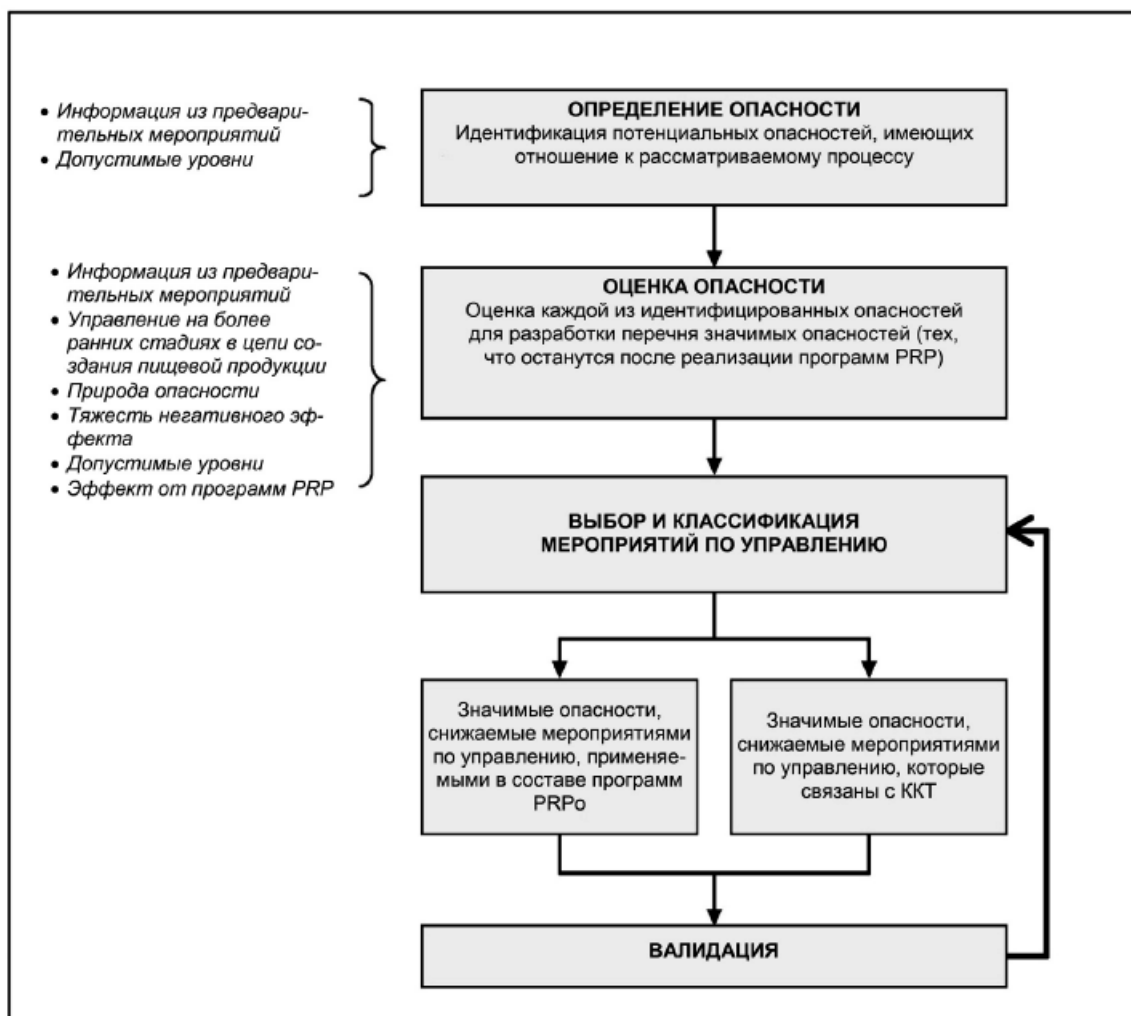 • Информация из предвари-
тельных мероприятий
• Допустимые уровни
ОПРЕДЕЛЕНИЕ ОПАСНОСТИ
Идентификация потенциальных опасностей, имеющих
отношение к рассматриваемому процессу
• Информация из предвари-
тельных мероприятий
• Управление на более
ранних стадиях в цепи со-
здания пищевой продукции
• Природа опасности
• Тяжесть негативного эф-
фекта
• Допустимые уровни
• Эффект от программ PRP
ОЦЕНКА ОПАСНОСТИ
Оценка каждой из идентифицированных опасностей
для разработки перечня значимых опасностей (тех,
что останутся после реализации программ PRP)
ВЫБОР И КЛАССИФИКАЦИЯ
МЕРОПРИЯТИЙ ПО УПРАВЛЕНИЮ
Значимые опасности,
снижаемые мероприятиями
по управлению, применяе-
мыми в составе программ
PRPo
Значимые опасности,
снижаемые мероприятиями
по управлению, которые
связаны с ККТ
ВАЛИДАЦИЯ